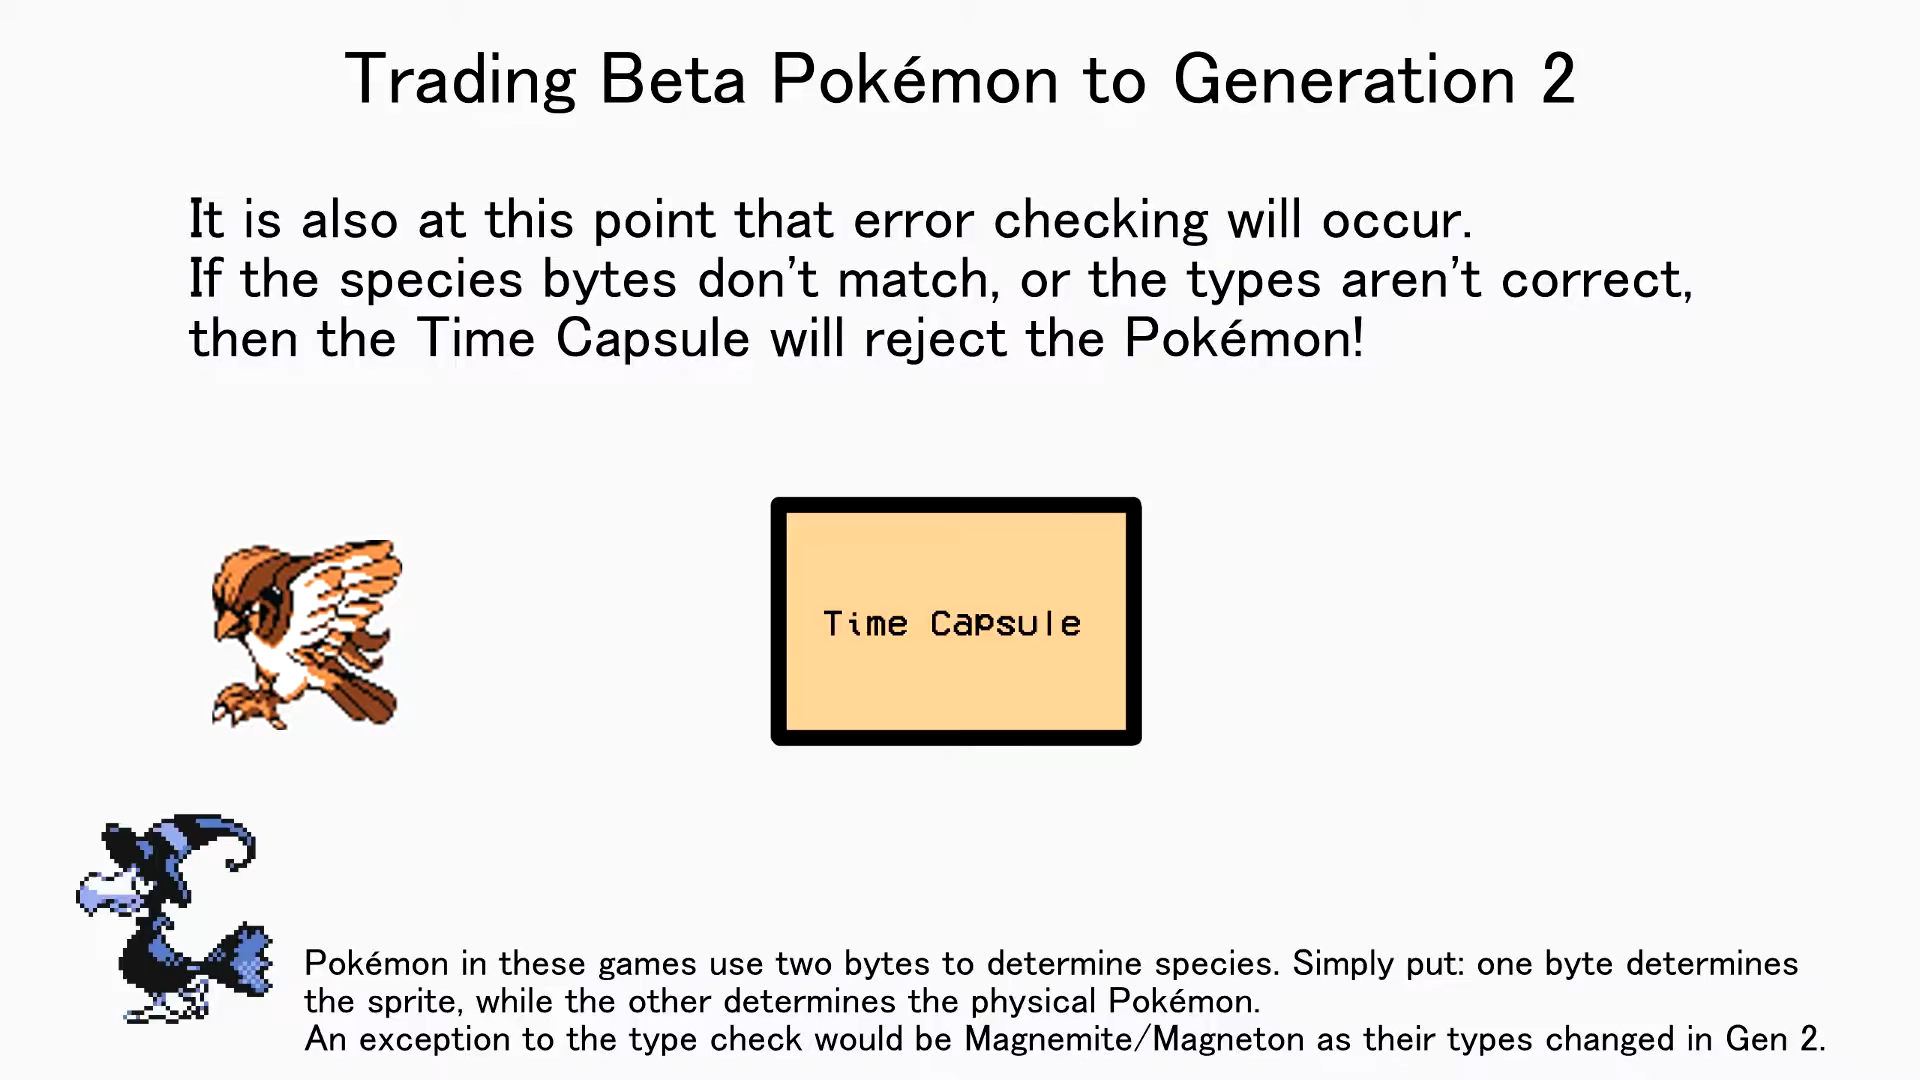 Trading Beta Pokémon to Generation 2
It is also at this point that error checking will occur.
If the species bytes don't match, or the types aren't correct,
then the Time Capsule will reject the Pokémon!
Time Capsule
Pokémon in these games use two bytes to determine species. Simply put: one byte determines
the sprite, while the other determines the physical Pokémon.
An exception to the type check would be Magnemite/Magneton as their types changed in Gen 2.